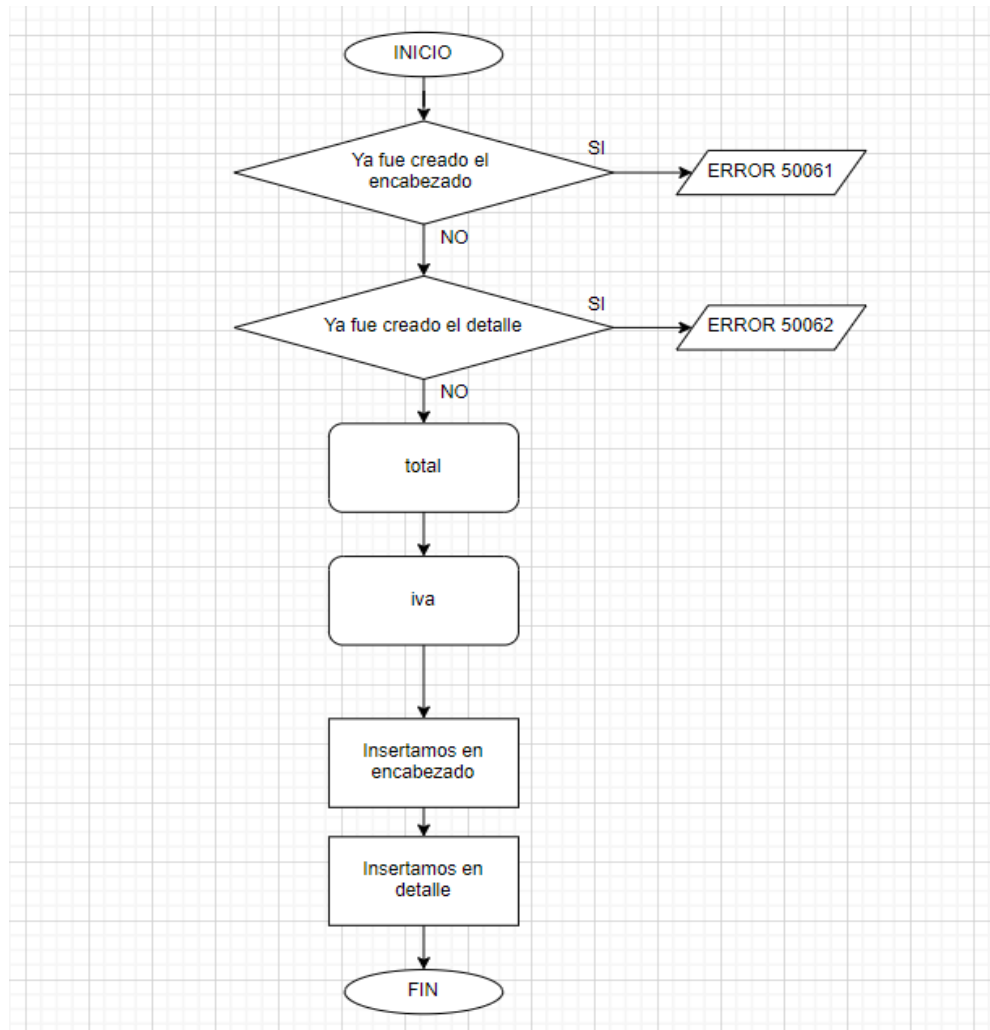 INICIO
Ya fue creado el
encabezado
SI
ERROR 50061
NO
Ya fue creado el detalle
SI
ERROR 50062
NO
total
iva
Insertamos en
encabezado
Insertamos en
detalle
FIN